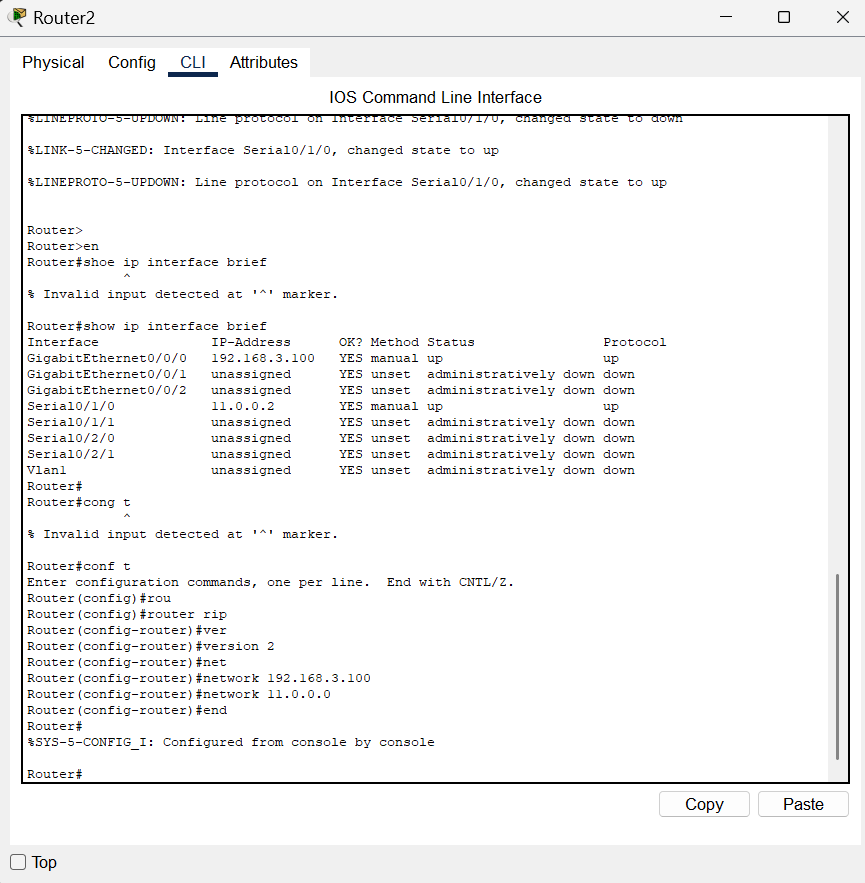 Router2
Physical Config CLI Attributes
IOS Command Line Interface
%LINEPROTO-5-UPDOWN: Line protocol on Interface Serial0/1/0, changed state to down
%LINK-5-CHANGED: Interface Serial0/1/0, changed state to up
%LINEPROTO-5-UPDOWN: Line protocol on Interface Serial0/1/0, changed state to up
Router>
Router>en
Router#shoe ip interface brief
^
% Invalid input detected at '^' marker.
Router#show ip interface brief
Interface IP-Address OK? Method Status Protocol
GigabitEthernet0/0/0 192.168.3.100 YES manual up up
GigabitEthernet0/0/1 unassigned YES unset administratively down down
GigabitEthernet0/0/2 unassigned YES unset administratively down down
Serial0/1/0 11.0.0.2 YES manual up up
Serial0/1/1 unassigned YES unset administratively down down
Serial0/2/0 unassigned YES unset administratively down down
Serial0/2/1 unassigned YES unset administratively down down
Vlan1 unassigned YES unset administratively down down
Router#
Router#cong t
^
% Invalid input detected at '^' marker.
Router#conf t
Enter configuration commands, one per line. End with CNTL/Z.
Router(config)#rou
Router(config)#router rip
Router(config-router)#ver
Router(config-router)#version 2
Router(config-router)#net
Router(config-router)#network 192.168.3.100
Router(config-router)#network 11.0.0.0
Router(config-router)#end
Router#
%SYS-5-CONFIG_I: Configured from console by console
Router#
Copy Paste
Top